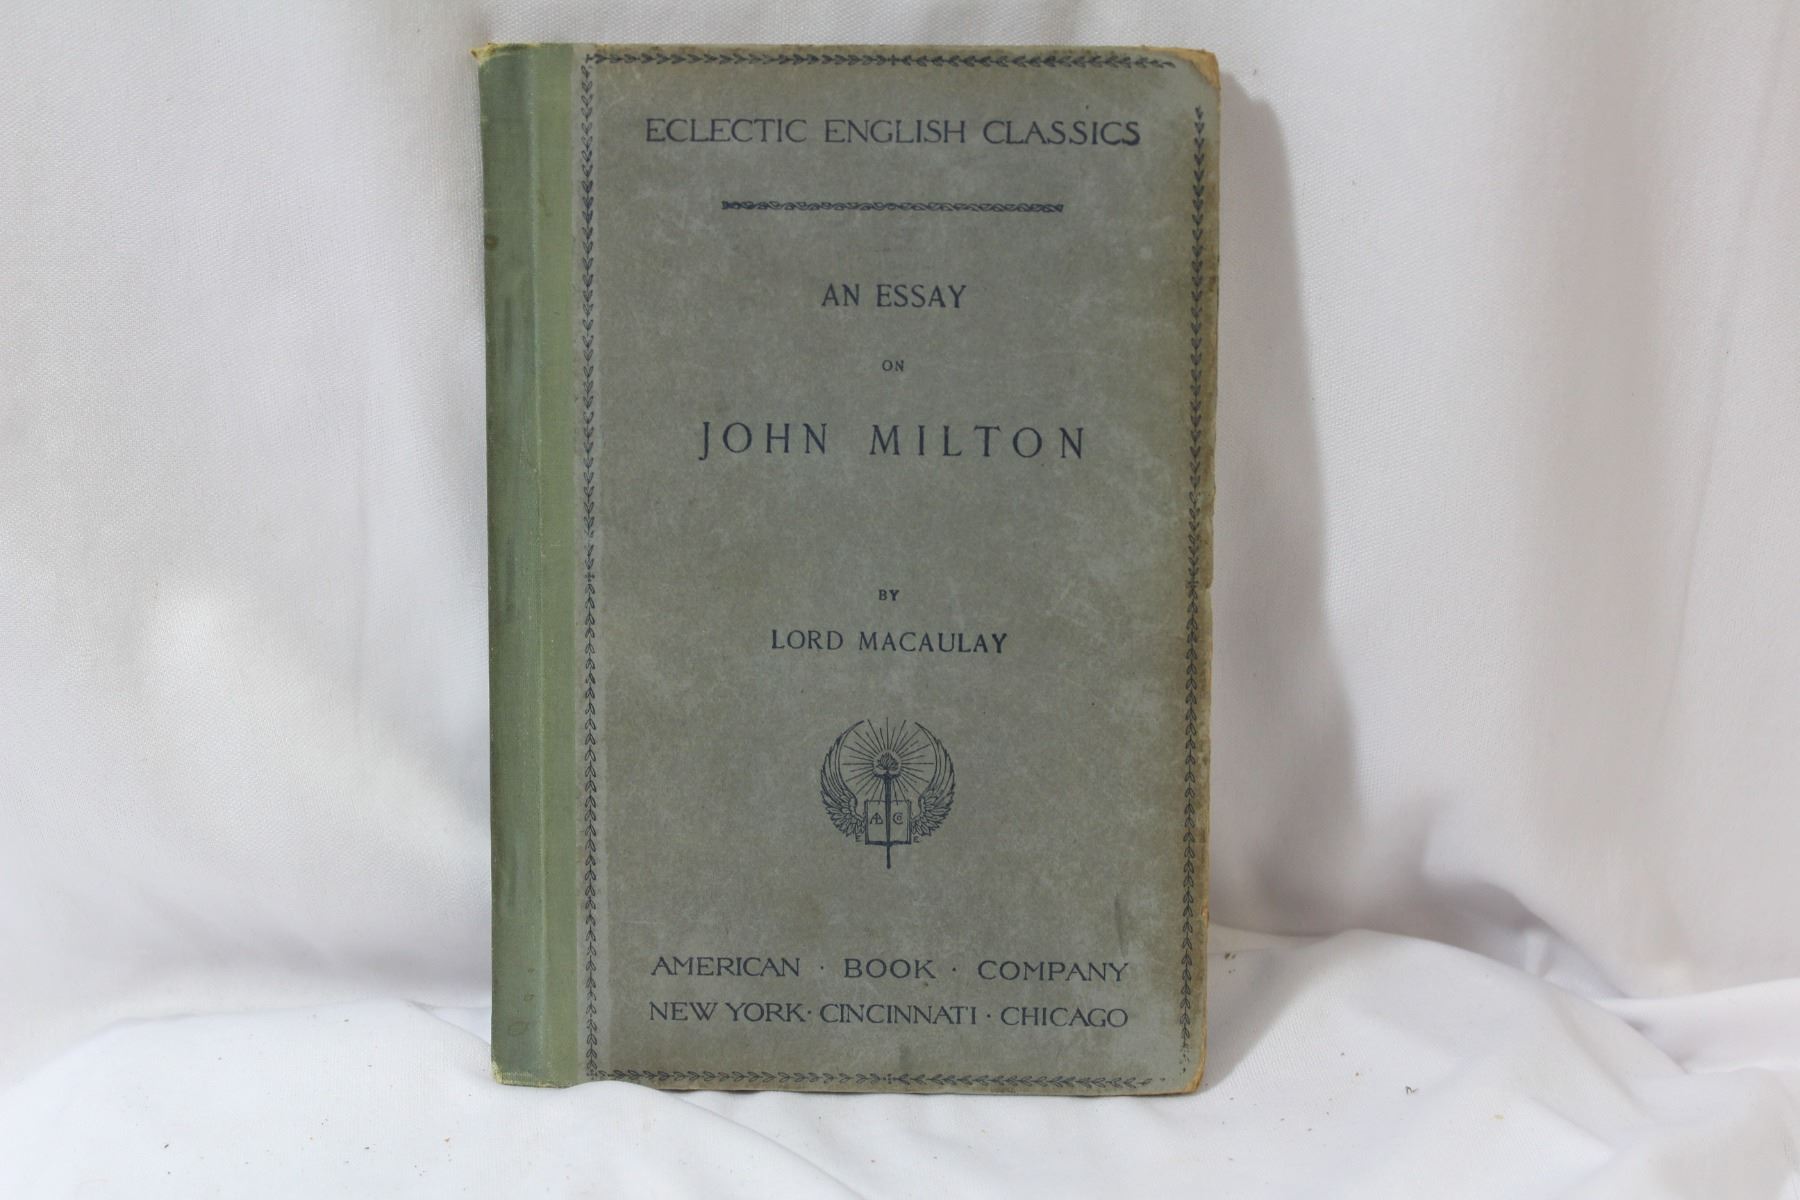 ECLECTIC ENGLISH CLASSICS
AN ESSAY
ON
JOHN MILTON
BY
LORD MACAULAY
AMERICAN · BOOK · COMPANY
NEW YORK · CINCINNATI · CHICAGO